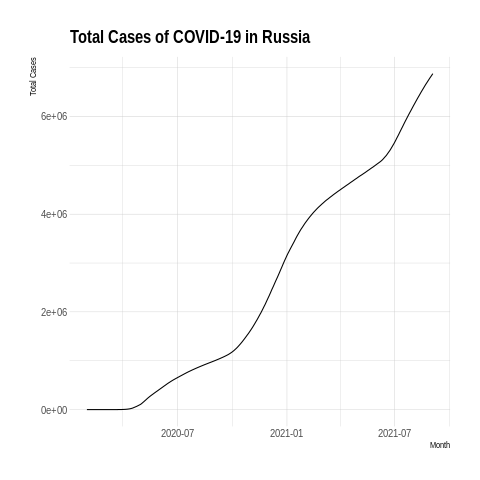 Total Cases of COVID-19 in Russia
Total Cases
6e+06
4e+06
2e+06
0e+00
2020-07 2021-01 2021-07
Month